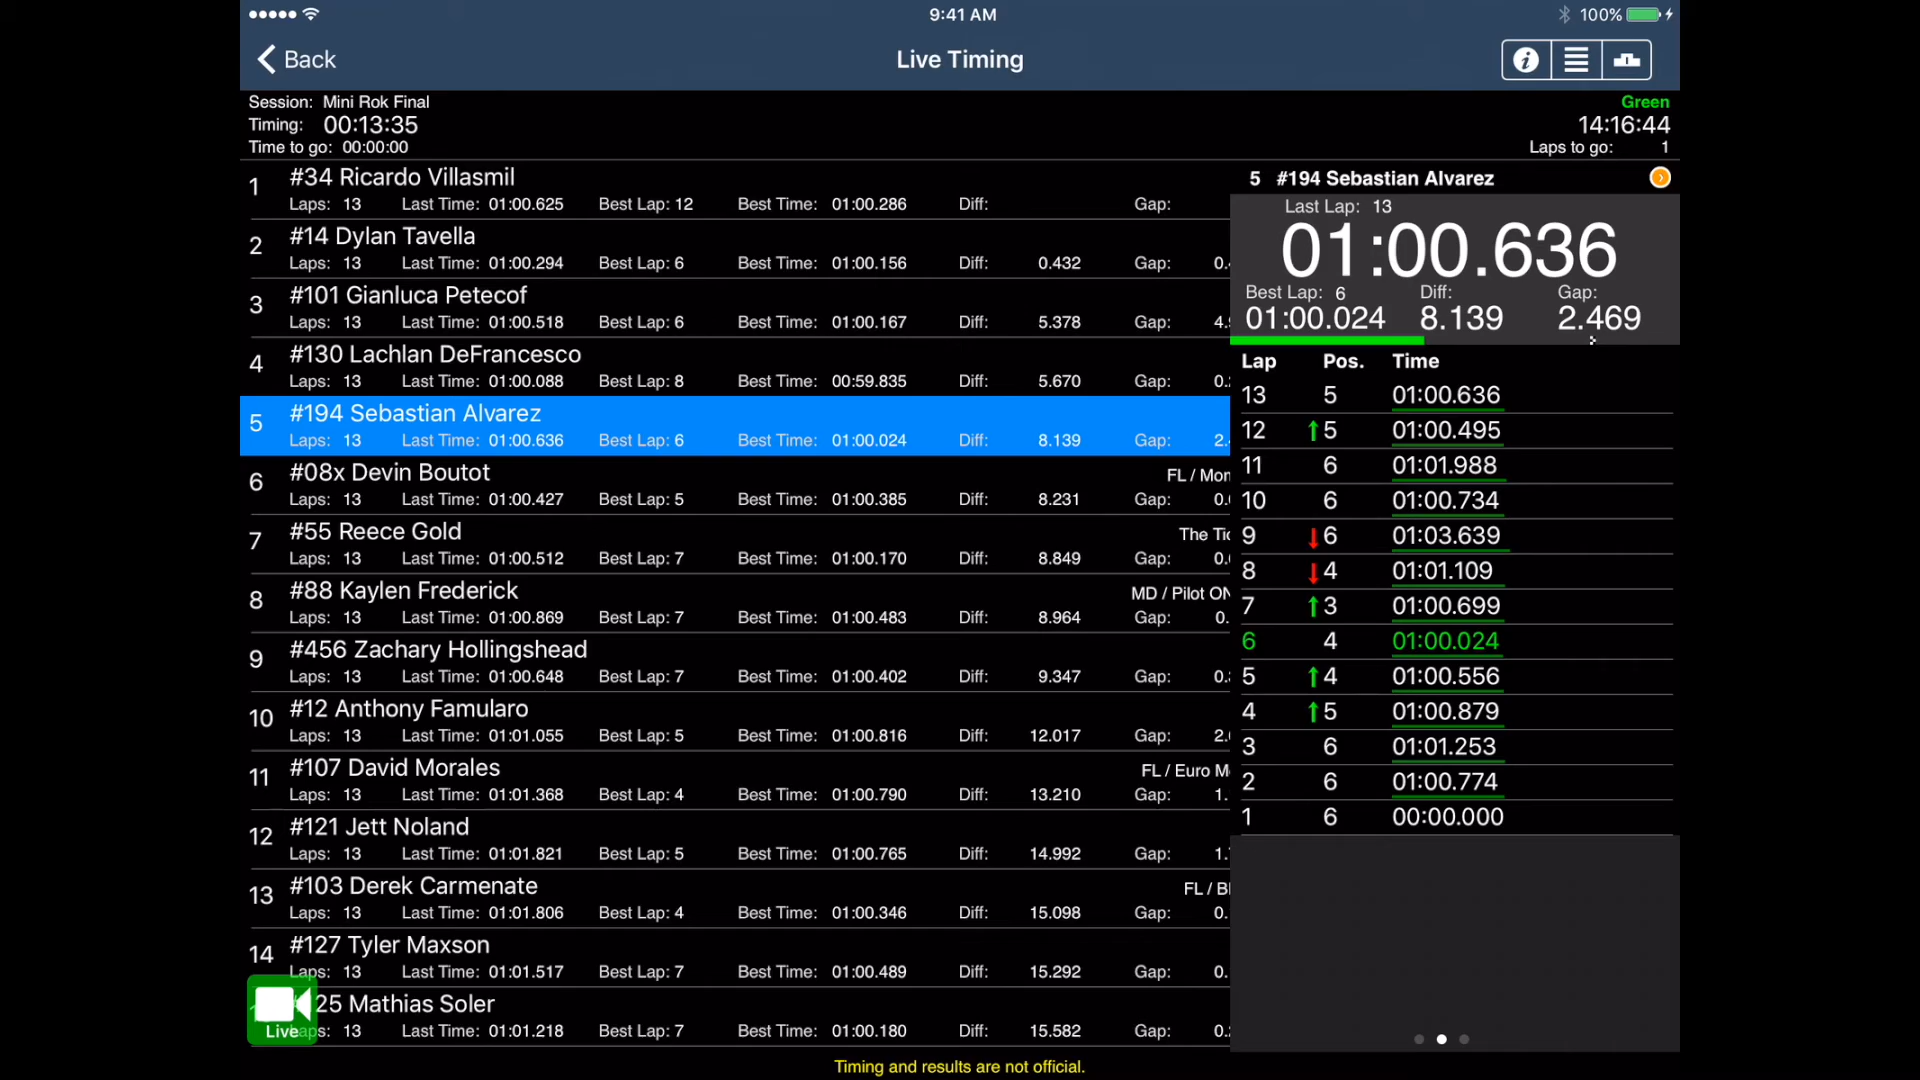 9:41 AM
100%
Back
Live Timing
Session: Mini Rok Final
Green
Timing: 00:13:35
14:16:44
Time to go: 00:00:00
Laps to go: 1
1 #34 Ricardo Villasmil
Laps: 13 Last Time: 01:00.625 Best Lap: 12 Best Time: 01:00.286 Diff: Gap:
2 #14 Dylan Tavella
Laps: 13 Last Time: 01:00.294 Best Lap: 6 Best Time: 01:00.156 Diff: 0.432 Gap: 0.
3 #101 Gianluca Petecof
Laps: 13 Last Time: 01:00.518 Best Lap: 6 Best Time: 01:00.167 Diff: 5.378 Gap: 4.
4 #130 Lachlan DeFrancesco
Laps: 13 Last Time: 01:00.088 Best Lap: 8 Best Time: 00:59.835 Diff: 5.670 Gap: 0.
5 #194 Sebastian Alvarez
Laps: 13 Last Time: 01:00.636 Best Lap: 6 Best Time: 01:00.024 Diff: 8.139 Gap: 2.
6 #08x Devin Boutot
FL / Mon
Laps: 13 Last Time: 01:00.427 Best Lap: 5 Best Time: 01:00.385 Diff: 8.231 Gap: 0.
7 #55 Reece Gold
The Tic
Laps: 13 Last Time: 01:00.512 Best Lap: 7 Best Time: 01:00.170 Diff: 8.849 Gap: 0.
8 #88 Kaylen Frederick
MD / Pilot ON
Laps: 13 Last Time: 01:00.869 Best Lap: 7 Best Time: 01:00.483 Diff: 8.964 Gap: 0.
9 #456 Zachary Hollingshead
Laps: 13 Last Time: 01:00.648 Best Lap: 7 Best Time: 01:00.402 Diff: 9.347 Gap: 0.
10 #12 Anthony Famularo
Laps: 13 Last Time: 01:01.055 Best Lap: 5 Best Time: 01:00.816 Diff: 12.017 Gap: 2.
11 #107 David Morales
FL / Euro M
Laps: 13 Last Time: 01:01.368 Best Lap: 4 Best Time: 01:00.790 Diff: 13.210 Gap: 1.
12 #121 Jett Noland
Laps: 13 Last Time: 01:01.821 Best Lap: 5 Best Time: 01:00.765 Diff: 14.992 Gap: 1.
13 #103 Derek Carmenate
FL / B
Laps: 13 Last Time: 01:01.806 Best Lap: 4 Best Time: 01:00.346 Diff: 15.098 Gap: 0.
14 #127 Tyler Maxson
Laps: 13 Last Time: 01:01.517 Best Lap: 7 Best Time: 01:00.489 Diff: 15.292 Gap: 0.
25 Mathias Soler
Laps: 13 Last Time: 01:01.218 Best Lap: 7 Best Time: 01:00.180 Diff: 15.582 Gap: 0.
Live
5 #194 Sebastian Alvarez
Last Lap: 13
01:00.636
Best Lap: 6 Diff: Gap:
01:00.024 8.139 2.469
Lap Pos. Time
13 5 01:00.636
12 5 01:00.495
11 6 01:01.988
10 6 01:00.734
9 6 01:03.639
8 4 01:01.109
7 3 01:00.699
6 4 01:00.024
5 4 01:00.556
4 5 01:00.879
3 6 01:01.253
2 6 01:00.774
1 6 00:00.000
Timing and results are not official.